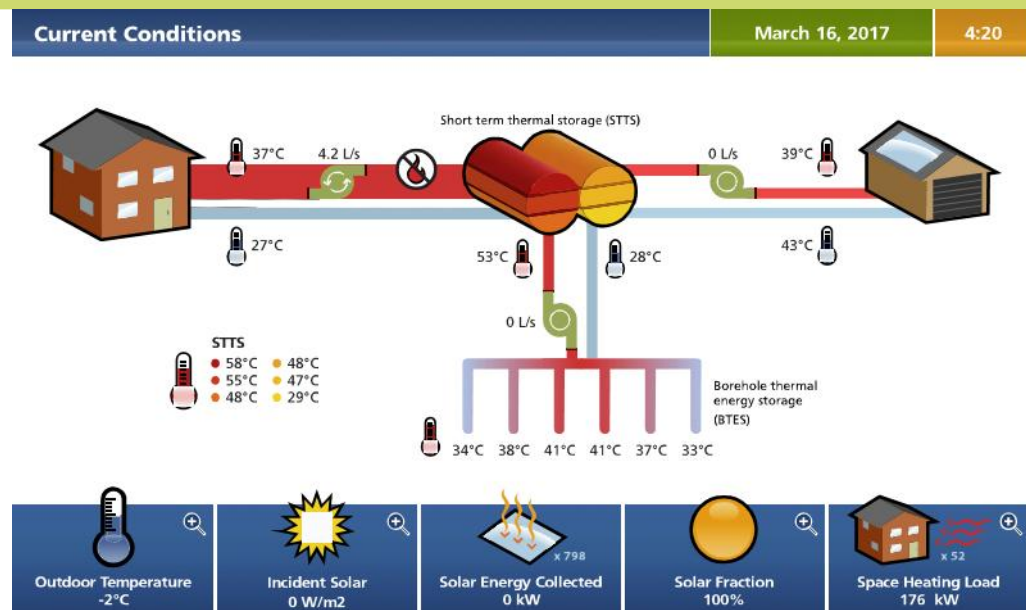 Current Conditions
March 16, 2017
4:20
Short term thermal storage (STTS)
37°C
4.2 L/s
0 L/s
39°C
27°C
53°C
28°C
43°C
0 L/s
STTS
58°C 48°C
55°C 47°C
48°C 29°C
Borehole thermal
energy storage
(BTES)
34°C 38°C 41°C 41°C 37°C 33°C
Outdoor Temperature
-2°C
Incident Solar
0 W/m2
x 798
Solar Energy Collected
0 kW
Solar Fraction
100%
x 52
Space Heating Load
176 kW